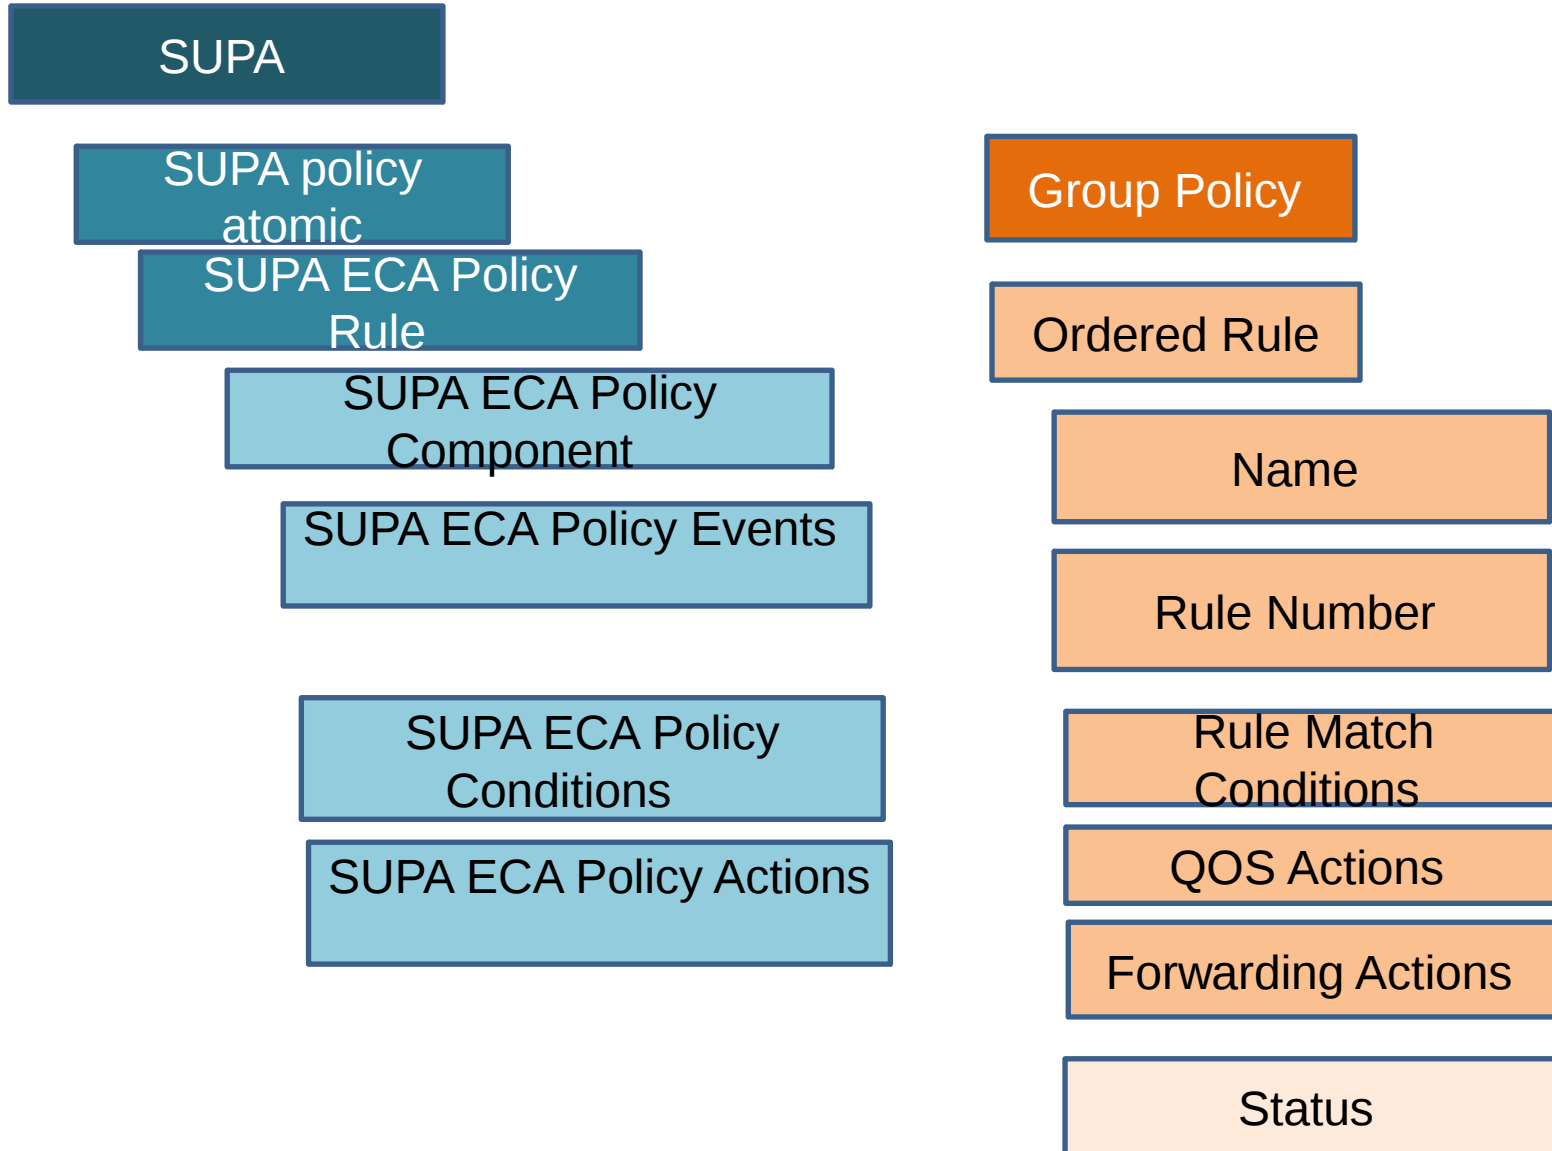 SUPA
SUPA policy
atomic
SUPA ECA Policy
Rule
SUPA ECA Policy
Component
SUPA ECA Policy Events
SUPA ECA Policy
Conditions
SUPA ECA Policy Actions
Group Policy
Ordered Rule
Name
Rule Number
Rule Match
Conditions
QOS Actions
Forwarding Actions
Status